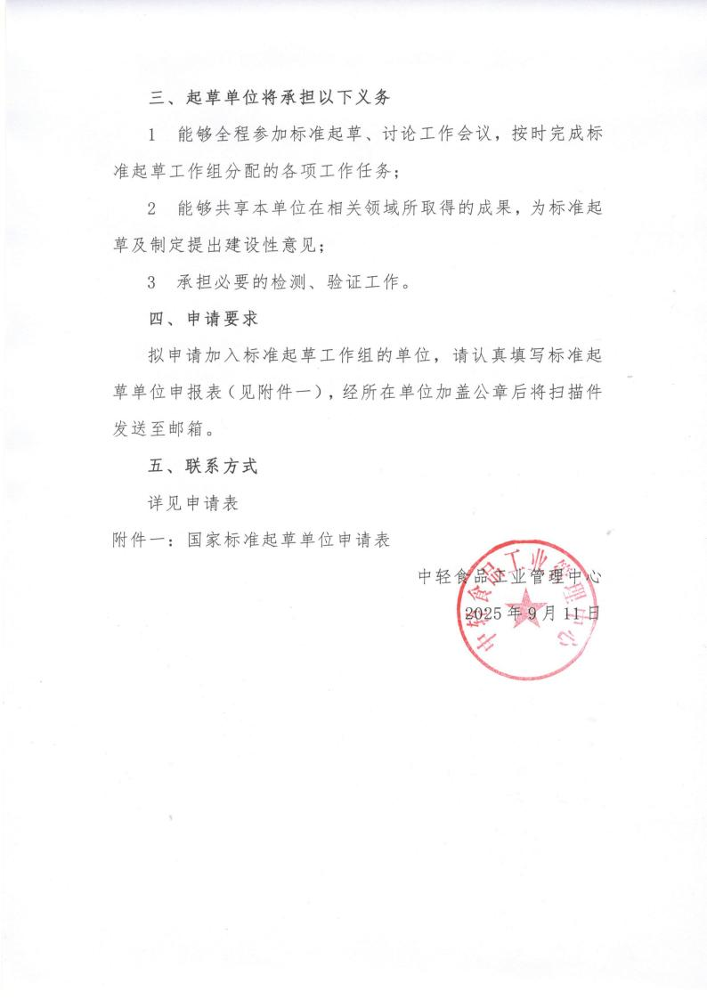 三、起草单位将承担以下义务
1 能够全程参加标准起草、讨论工作会议，按时完成标
准起草工作组分配的各项工作任务；
2 能够共享本单位在相关领域所取得的成果，为标准起
草及制定提出建设性意见；
3 承担必要的检测、验证工作。
四、申请要求
拟申请加入标准起草工作组的单位，请认真填写标准起
草单位申报表（见附件一），经所在单位加盖公章后将扫描件
发送至邮箱。
五、联系方式
详见申请表
附件一：国家标准起草单位申请表
中轻食品工业管理中心
2025年9月11日
中轻食品工业管理中心